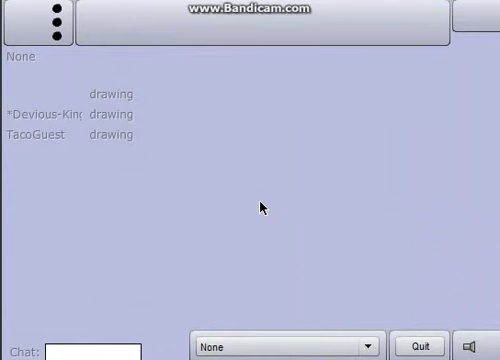 www.Bandicam.com
None
drawing
*Devious-King drawing
TacoGuest drawing
None Quit
Chat: